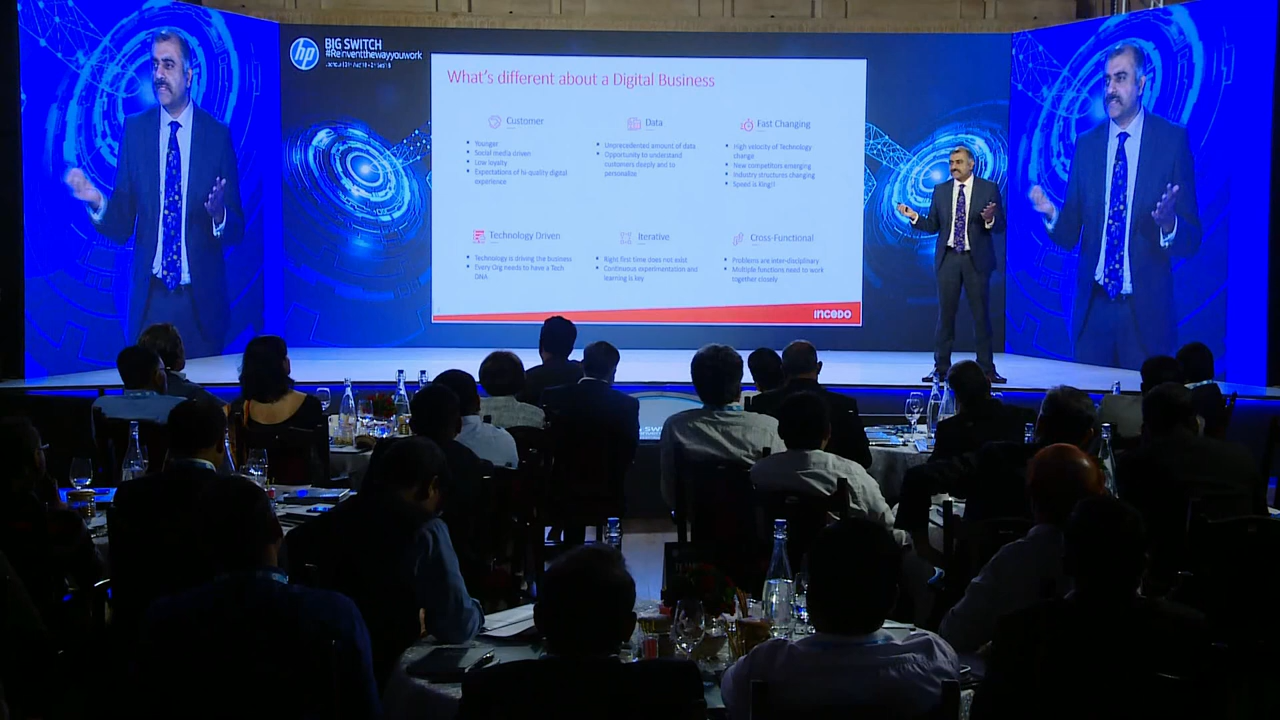 hp
BIG SWITCH
#Reinventthewayyouwork
What's different about a Digital Business
Customer
Younger
Social media driven
Low loyalty
Expectations of hi-quality digital
experience
Data
Unprecedented amount of data
Opportunity to understand
customers deeply and to
personalize
Fast Changing
High velocity of Technology
change
New competitors emerging
Industry structures changing
Speed is King!!
Technology Driven
Technology is driving the business
Every Org needs to have a Tech
DNA
Iterative
Right first time does not exist
Continuous experimentation and
learning is key
Cross-Functional
Problems are inter-disciplinary
Multiple functions need to work
together closely
INCEDO